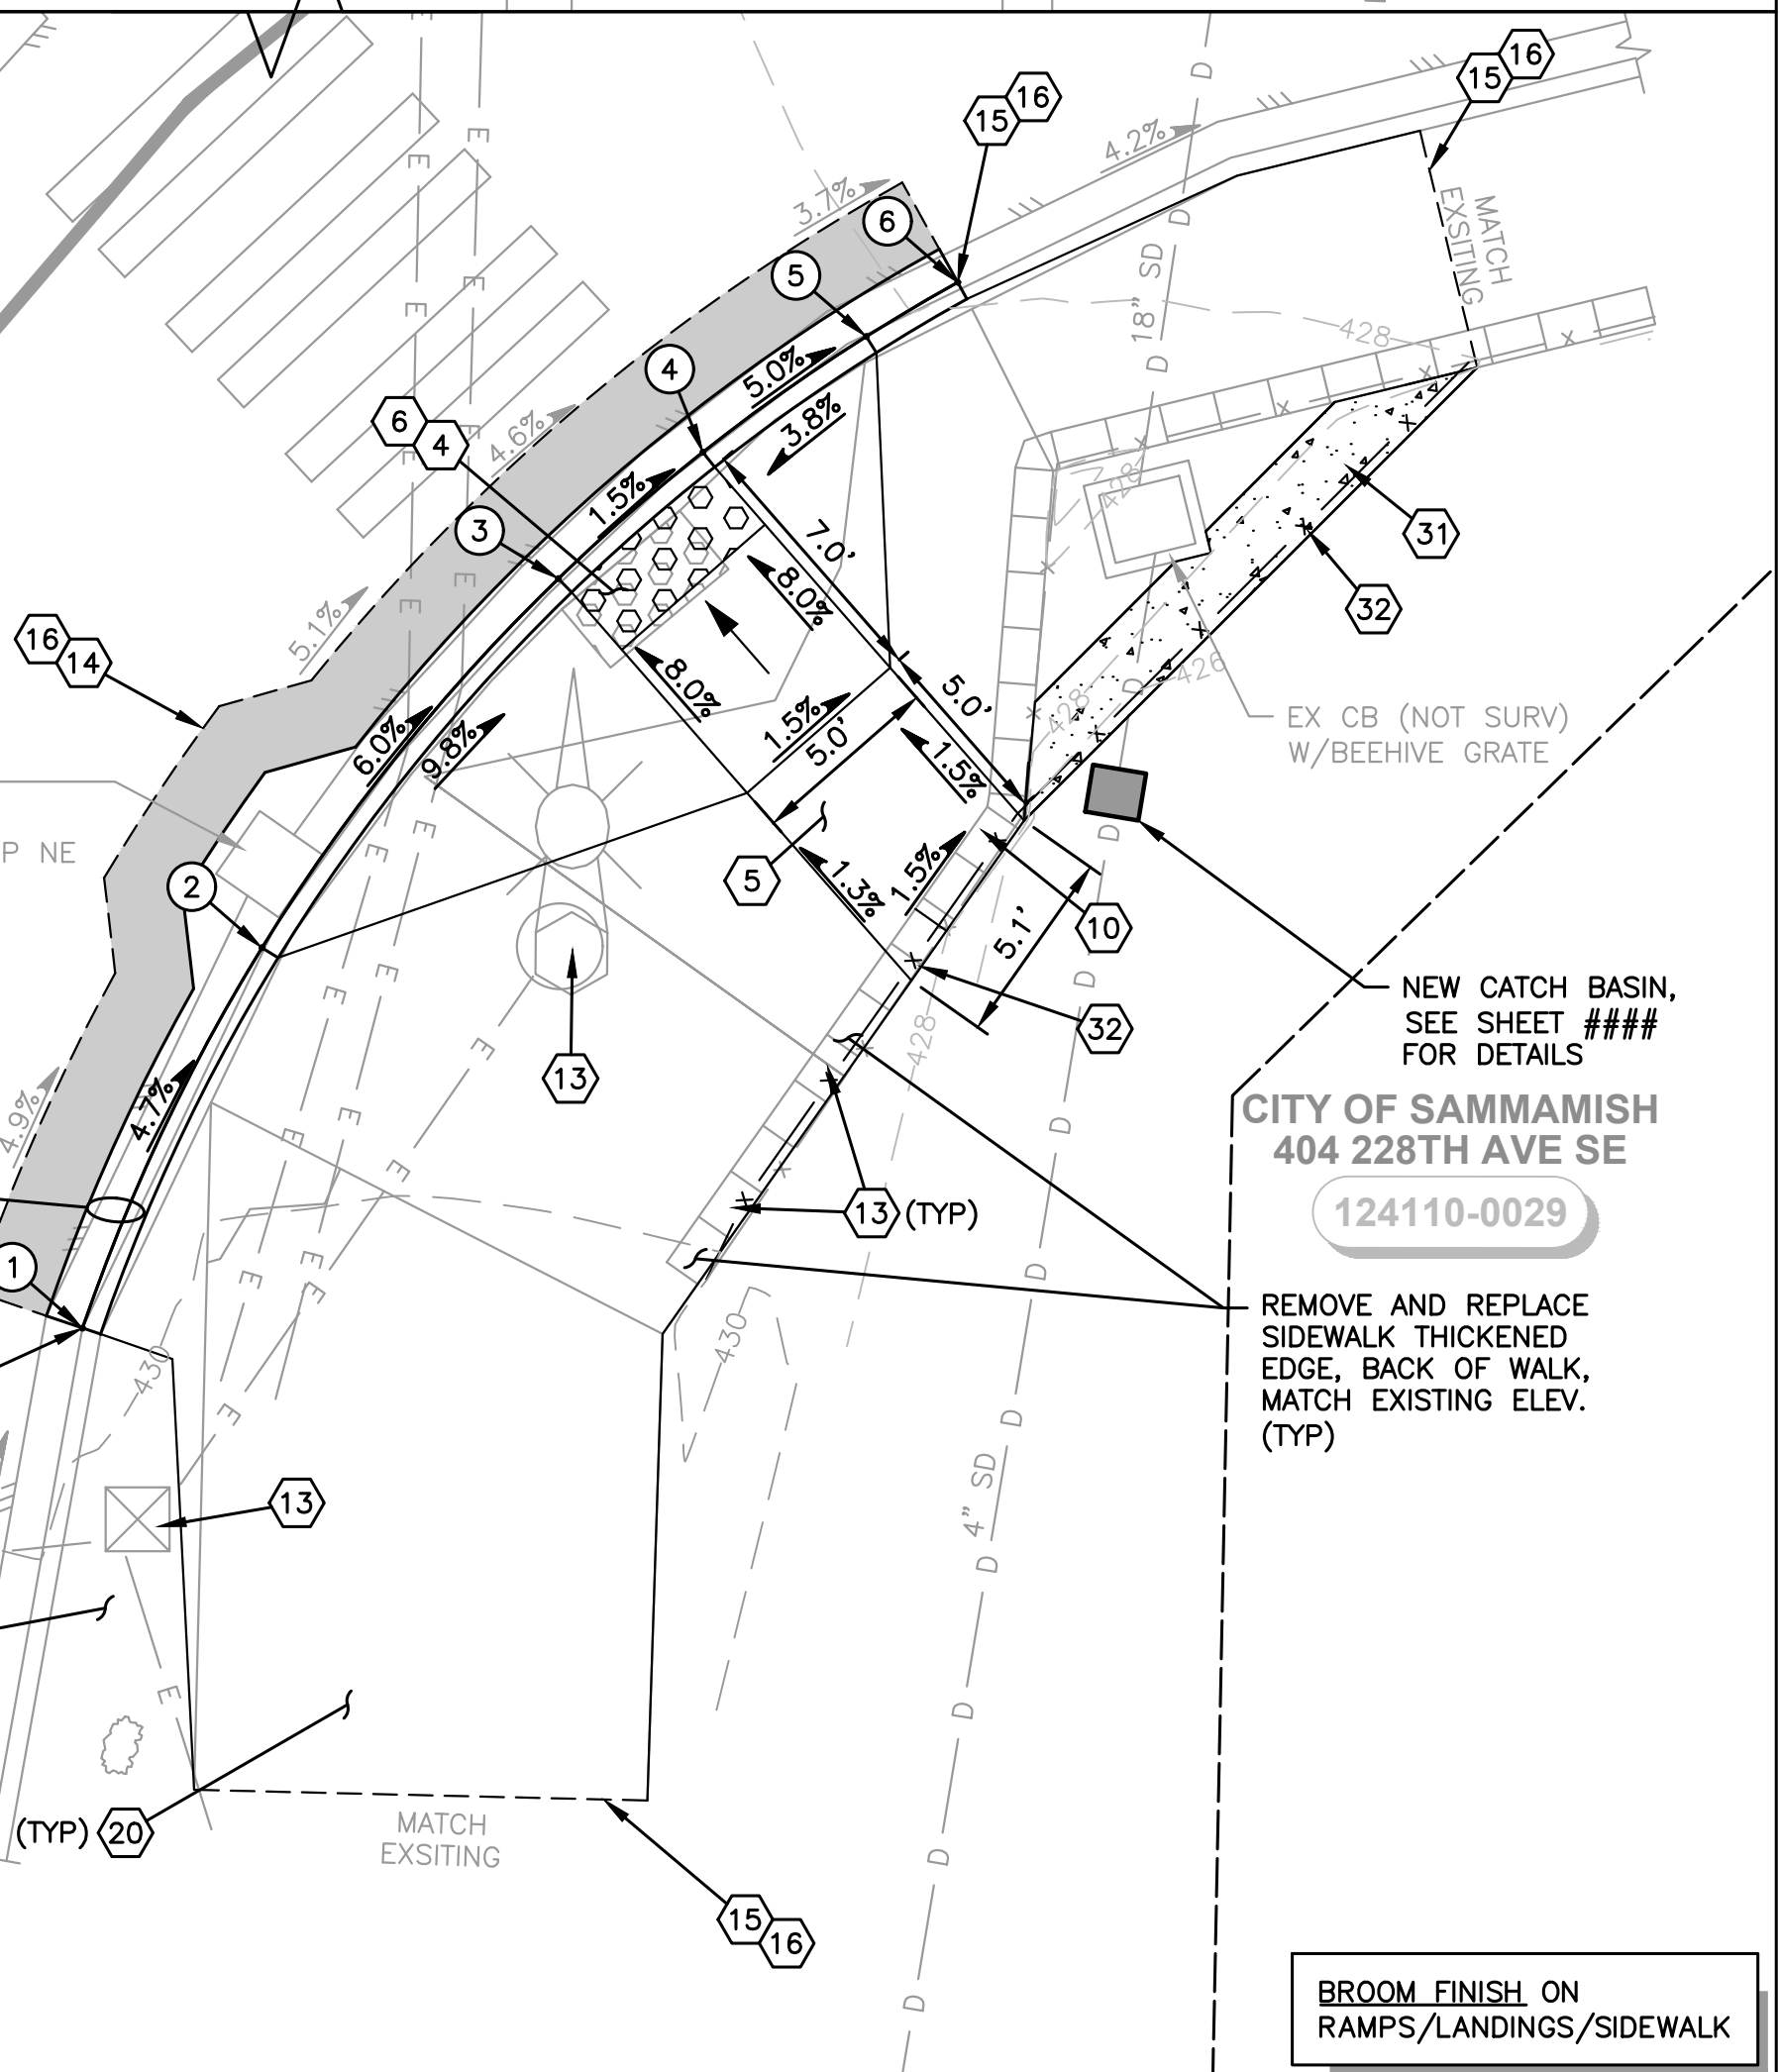 16
15
16
15
4.2%
3.7%
6
5
18" SD
MATCH
EXSITING
428
4
5.0%
3.8%
6
4
4.6%
1.5%
3
7.0'
8.0%
428
31
32
5.1%
16
14
8.0%
1.5%
5.0'
5.0'
1.5%
428
426
EX CB (NOT SURV)
W/BEEHIVE GRATE
6.0%
9.8%
P NE
2
5
1.3%
1.5%
10
5.1'
32
428
NEW CATCH BASIN,
SEE SHEET ####
FOR DETAILS
13
4.9%
4.7%
CITY OF SAMMAMISH
404 228TH AVE SE
124110-0029
13 (TYP)
1
REMOVE AND REPLACE
SIDEWALK THICKENED
EDGE, BACK OF WALK,
MATCH EXISTING ELEV.
(TYP)
430
430
13
4" SD
(TYP) 20
MATCH
EXSITING
15
16
BROOM FINISH ON
RAMPS/LANDINGS/SIDEWALK